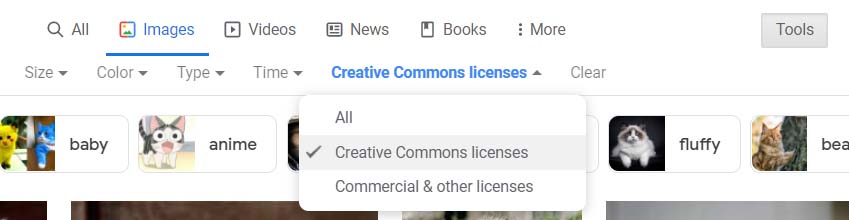 All Images Videos News Books More Tools
Size Color Type Time Creative Commons licenses Clear
All
baby anime fluffy
Creative Commons licenses
Commercial & other licenses